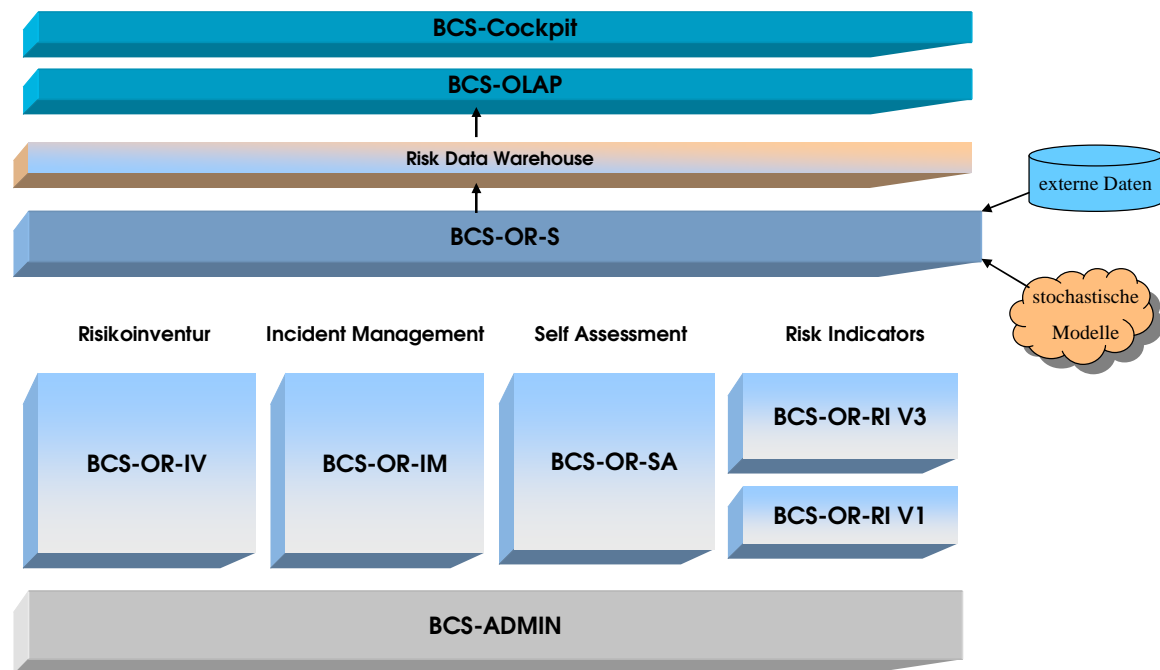 BCS-Cockpit
BCS-OLAP
Risk Data Warehouse
externe Daten
BCS-OR-S
stochastische
Modelle
Risikoinventur
Incident Management
Self Assessment
Risk Indicators
BCS-OR-IV
BCS-OR-IM
BCS-OR-SA
BCS-OR-RI V3
BCS-OR-RI V1
BCS-ADMIN